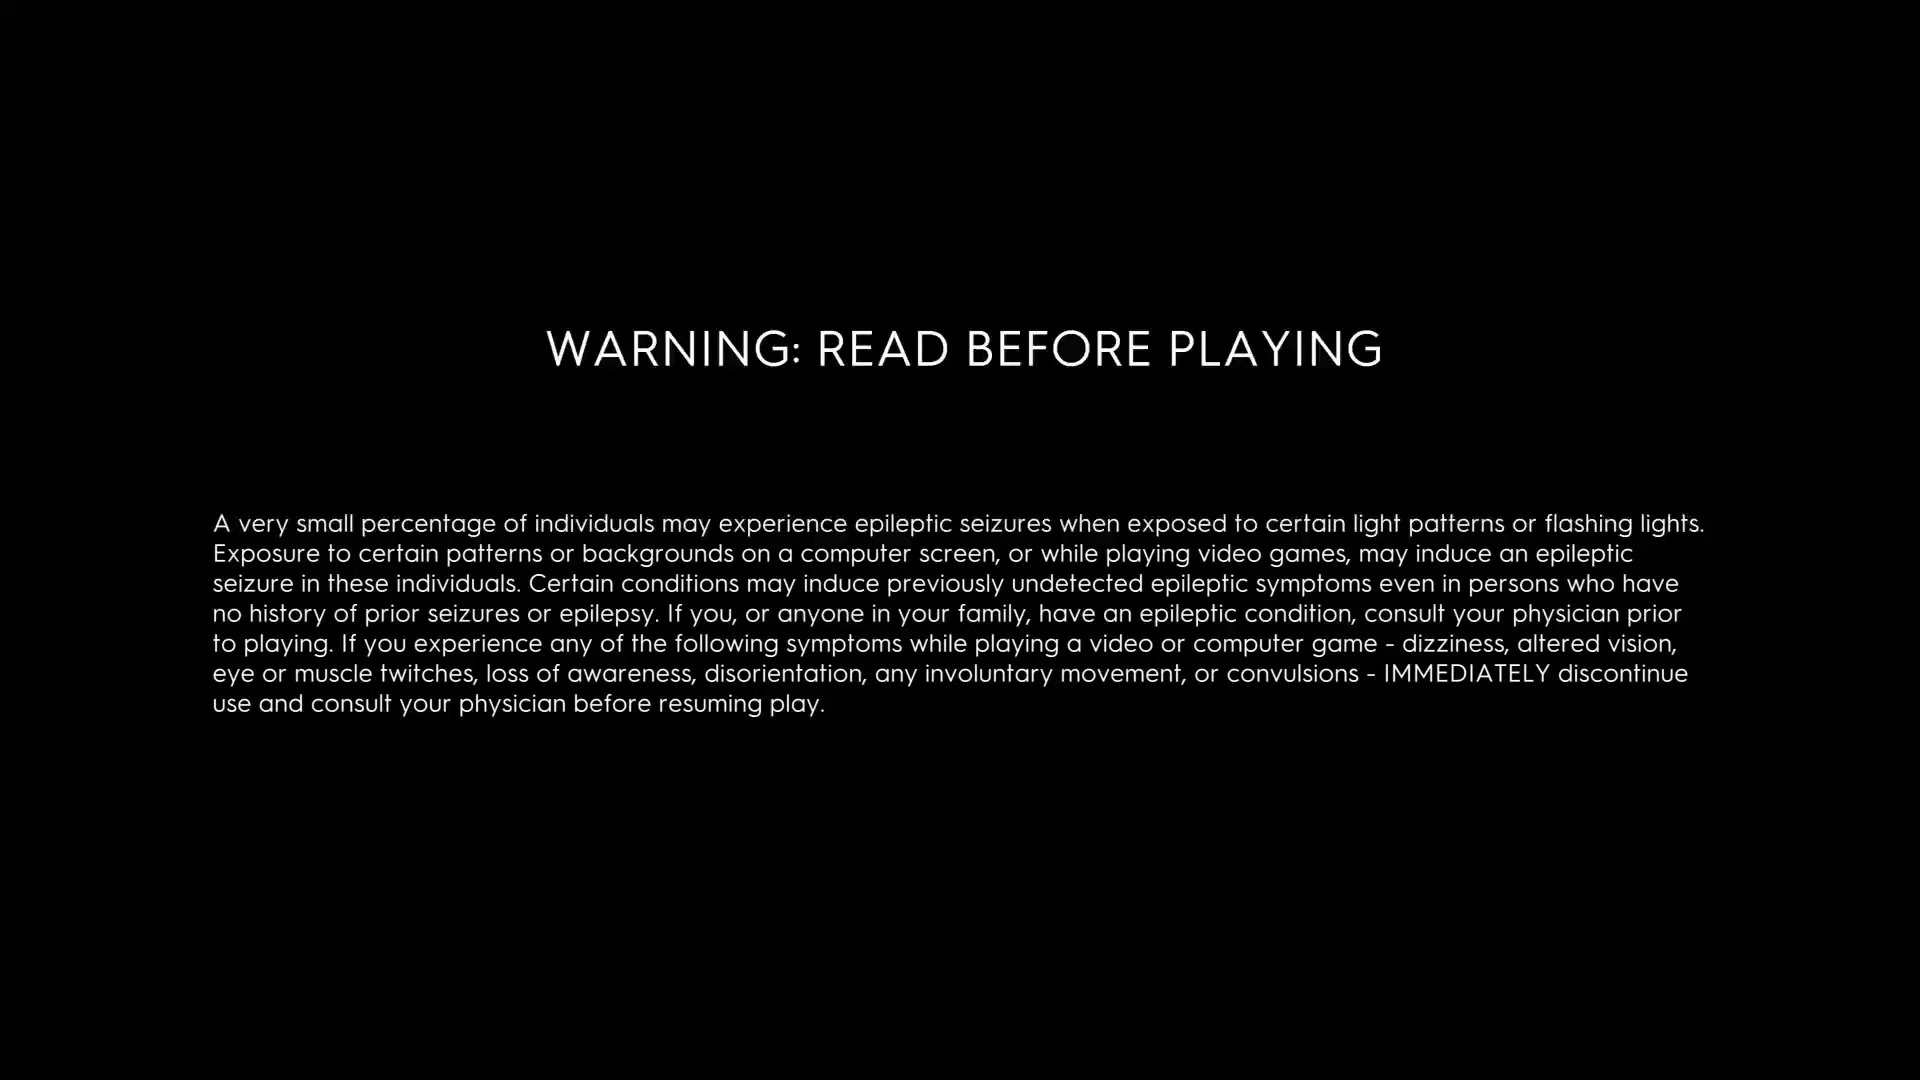 WARNING: READ BEFORE PLAYING
A very small percentage of individuals may experience epileptic seizures when exposed to certain light patterns or flashing lights.
Exposure to certain patterns or backgrounds on a computer screen, or while playing video games, may induce an epileptic
seizure in these individuals. Certain conditions may induce previously undetected epileptic symptoms even in persons who have
no history of prior seizures or epilepsy. If you, or anyone in your family, have an epileptic condition, consult your physician prior
to playing. If you experience any of the following symptoms while playing a video or computer game - dizziness, altered vision,
eye or muscle twitches, loss of awareness, disorientation, any involuntary movement, or convulsions - IMMEDIATELY discontinue
use and consult your physician before resuming play.